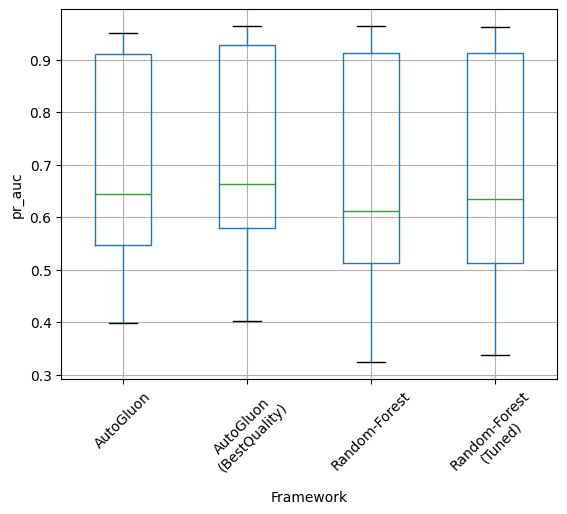 pr_auc
0.9
0.8
0.7
0.6
0.5
0.4
0.3
AutoGluon
AutoGluon
(BestQuality)
Random-Forest
Random-Forest
(Tuned)
Framework